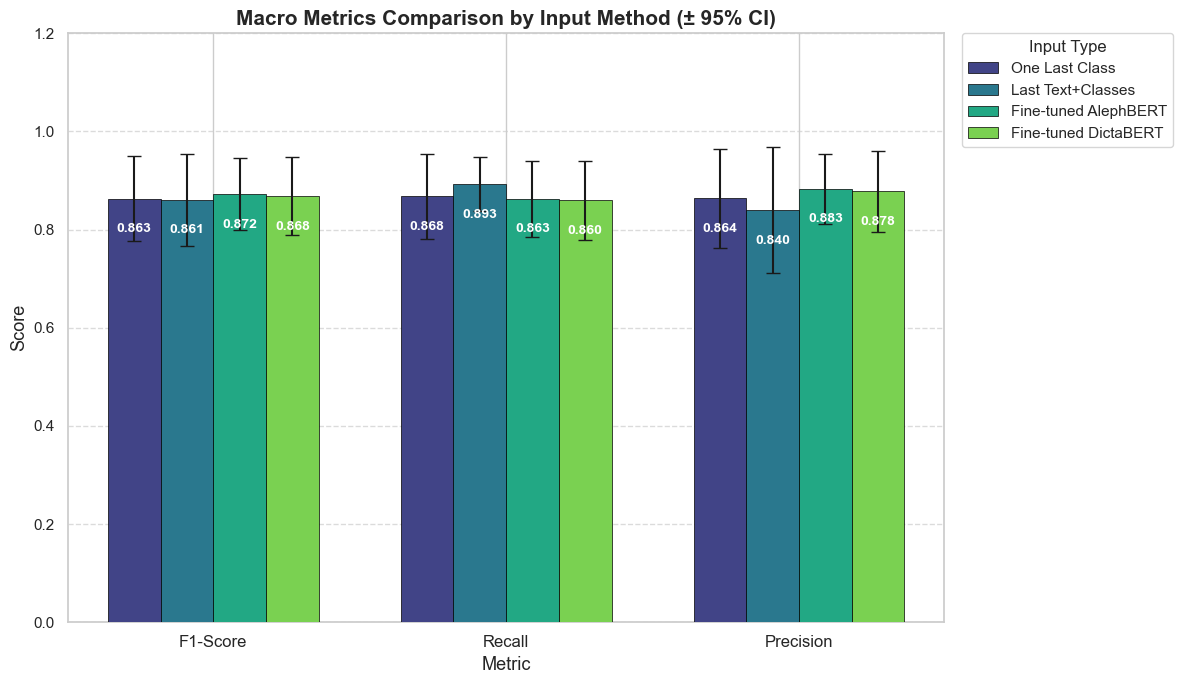 Macro Metrics Comparison by Input Method (± 95% CI)
Input Type
One Last Class
Last Text+Classes
Fine-tuned AlephBERT
Fine-tuned DictaBERT
Score
1.2
1.0
0.8
0.6
0.4
0.2
0.0
0.863 0.861 0.872 0.868
0.868 0.893 0.863 0.860
0.864 0.840 0.883 0.878
F1-Score Recall Precision
Metric